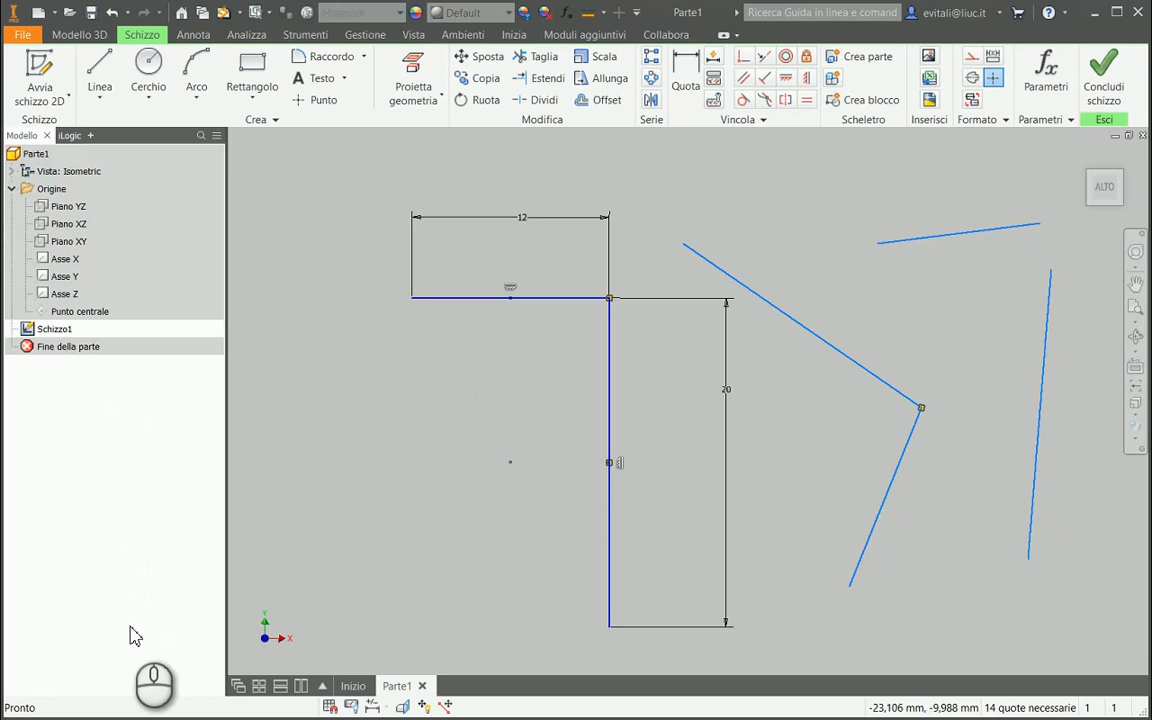 Materiale
Default
Parte1
Ricerca Guida in linea e comand
evitali@liuc.it
File
Modello 3D
Schizzo
Annota
Analizza
Strumenti
Gestione
Vista
Ambienti
Inizia
Moduli aggiuntivi
Collabora
Avvia
schizzo 2D
Linea
Cerchio
Arco
Rettangolo
Raccordo
Testo
Punto
Proietta
geometria
Sposta
Copia
Ruota
Taglia
Estendi
Dividi
Scala
Allunga
Offset
Quota
Crea parte
Crea blocco
Parametri
Concludi
schizzo
Schizzo
Crea
Modifica
Serie
Vincola
Scheletro
Inserisci
Formato
Parametri
Esci
Modello
iLogic
Parte1
Vista: Isometric
Origine
Piano YZ
Piano XZ
Piano XY
Asse X
Asse Y
Asse Z
Punto centrale
Schizzo1
Fine della parte
12
20
ALTO
Y
X
Inizio
Parte1
Pronto
-23,106 mm, -9,988 mm
14 quote necessarie
1
1